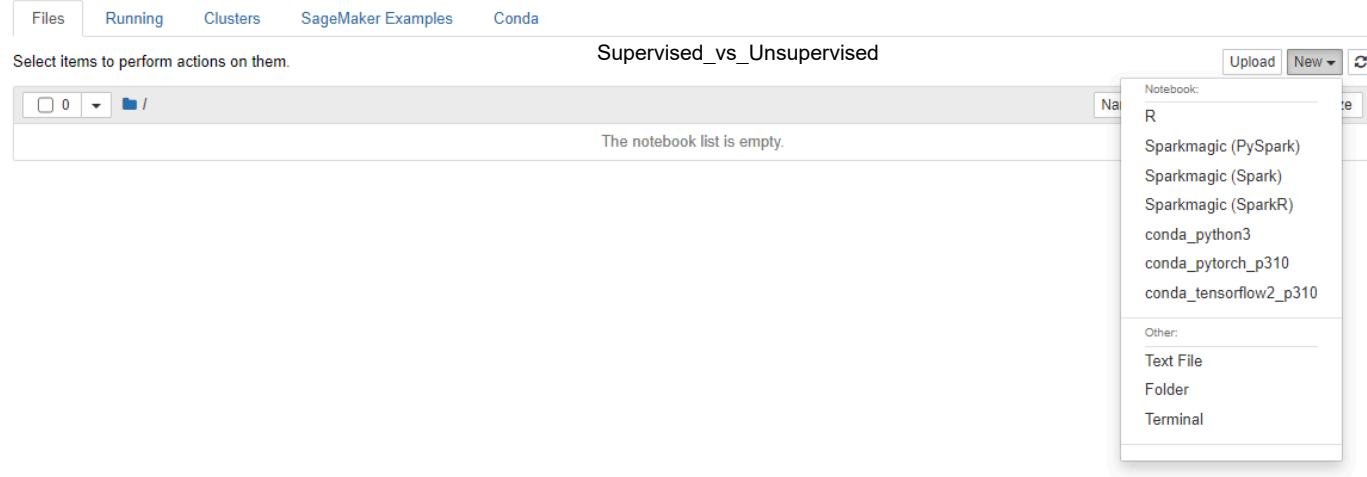 Files Running Clusters SageMaker Examples Conda
Select items to perform actions on them. Supervised_vs_Unsupervised Upload New
0 /
The notebook list is empty.
Notebook:
R
Sparkmagic (PySpark)
Sparkmagic (Spark)
Sparkmagic (SparkR)
conda_python3
conda_pytorch_p310
conda_tensorflow2_p310
Other:
Text File
Folder
Terminal